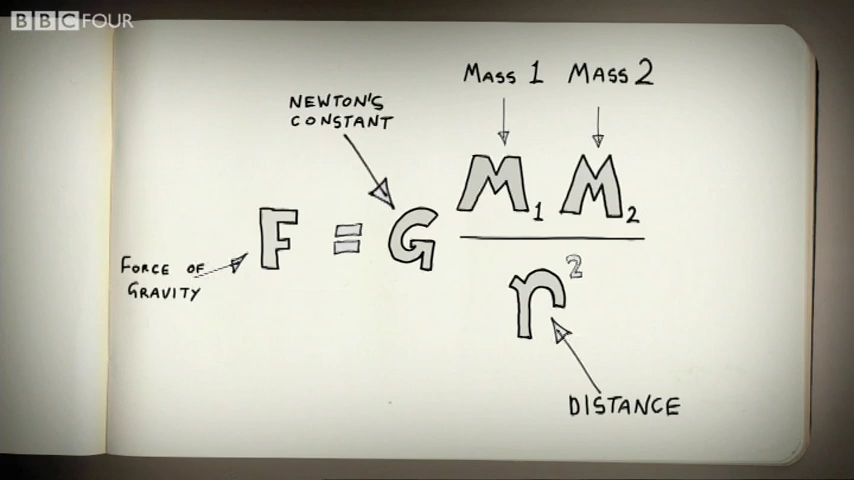 BBC FOUR
MASS 1 MASS 2
NEWTON'S
CONSTANT
F = G M₁ M₂
r²
FORCE OF
GRAVITY
DISTANCE